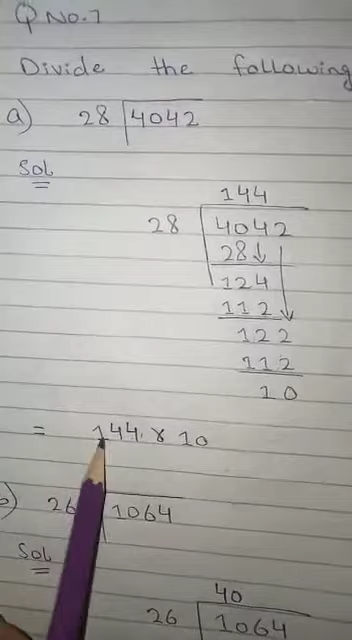 Q No.7
Divide the following
a) 28 4042
Sol
144
28 4042
28
124
112
122
112
10
= 144. r 10
26 1064
Sol
40
26 1064